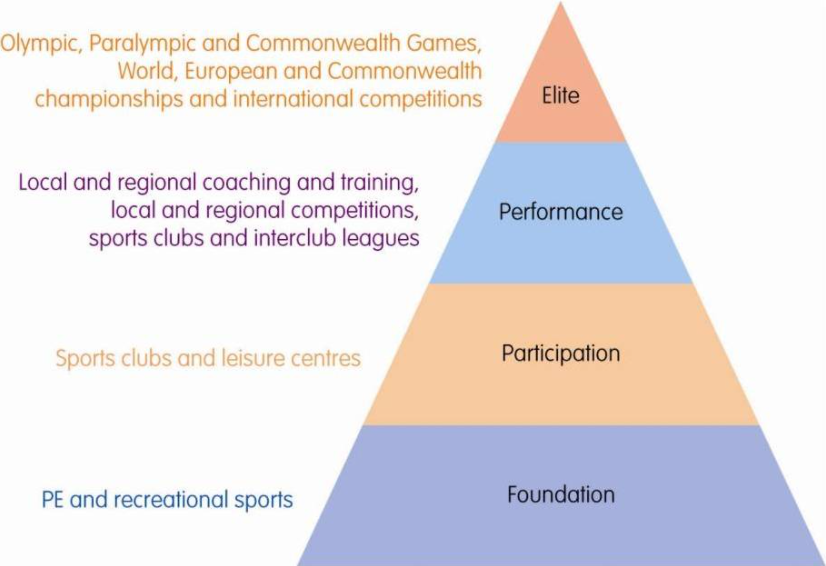 Olympic, Paralympic and Commonwealth Games,
World, European and Commonwealth
championships and international competitions
Elite
Local and regional coaching and training,
local and regional competitions,
sports clubs and interclub leagues
Performance
Sports clubs and leisure centres
Participation
PE and recreational sports
Foundation